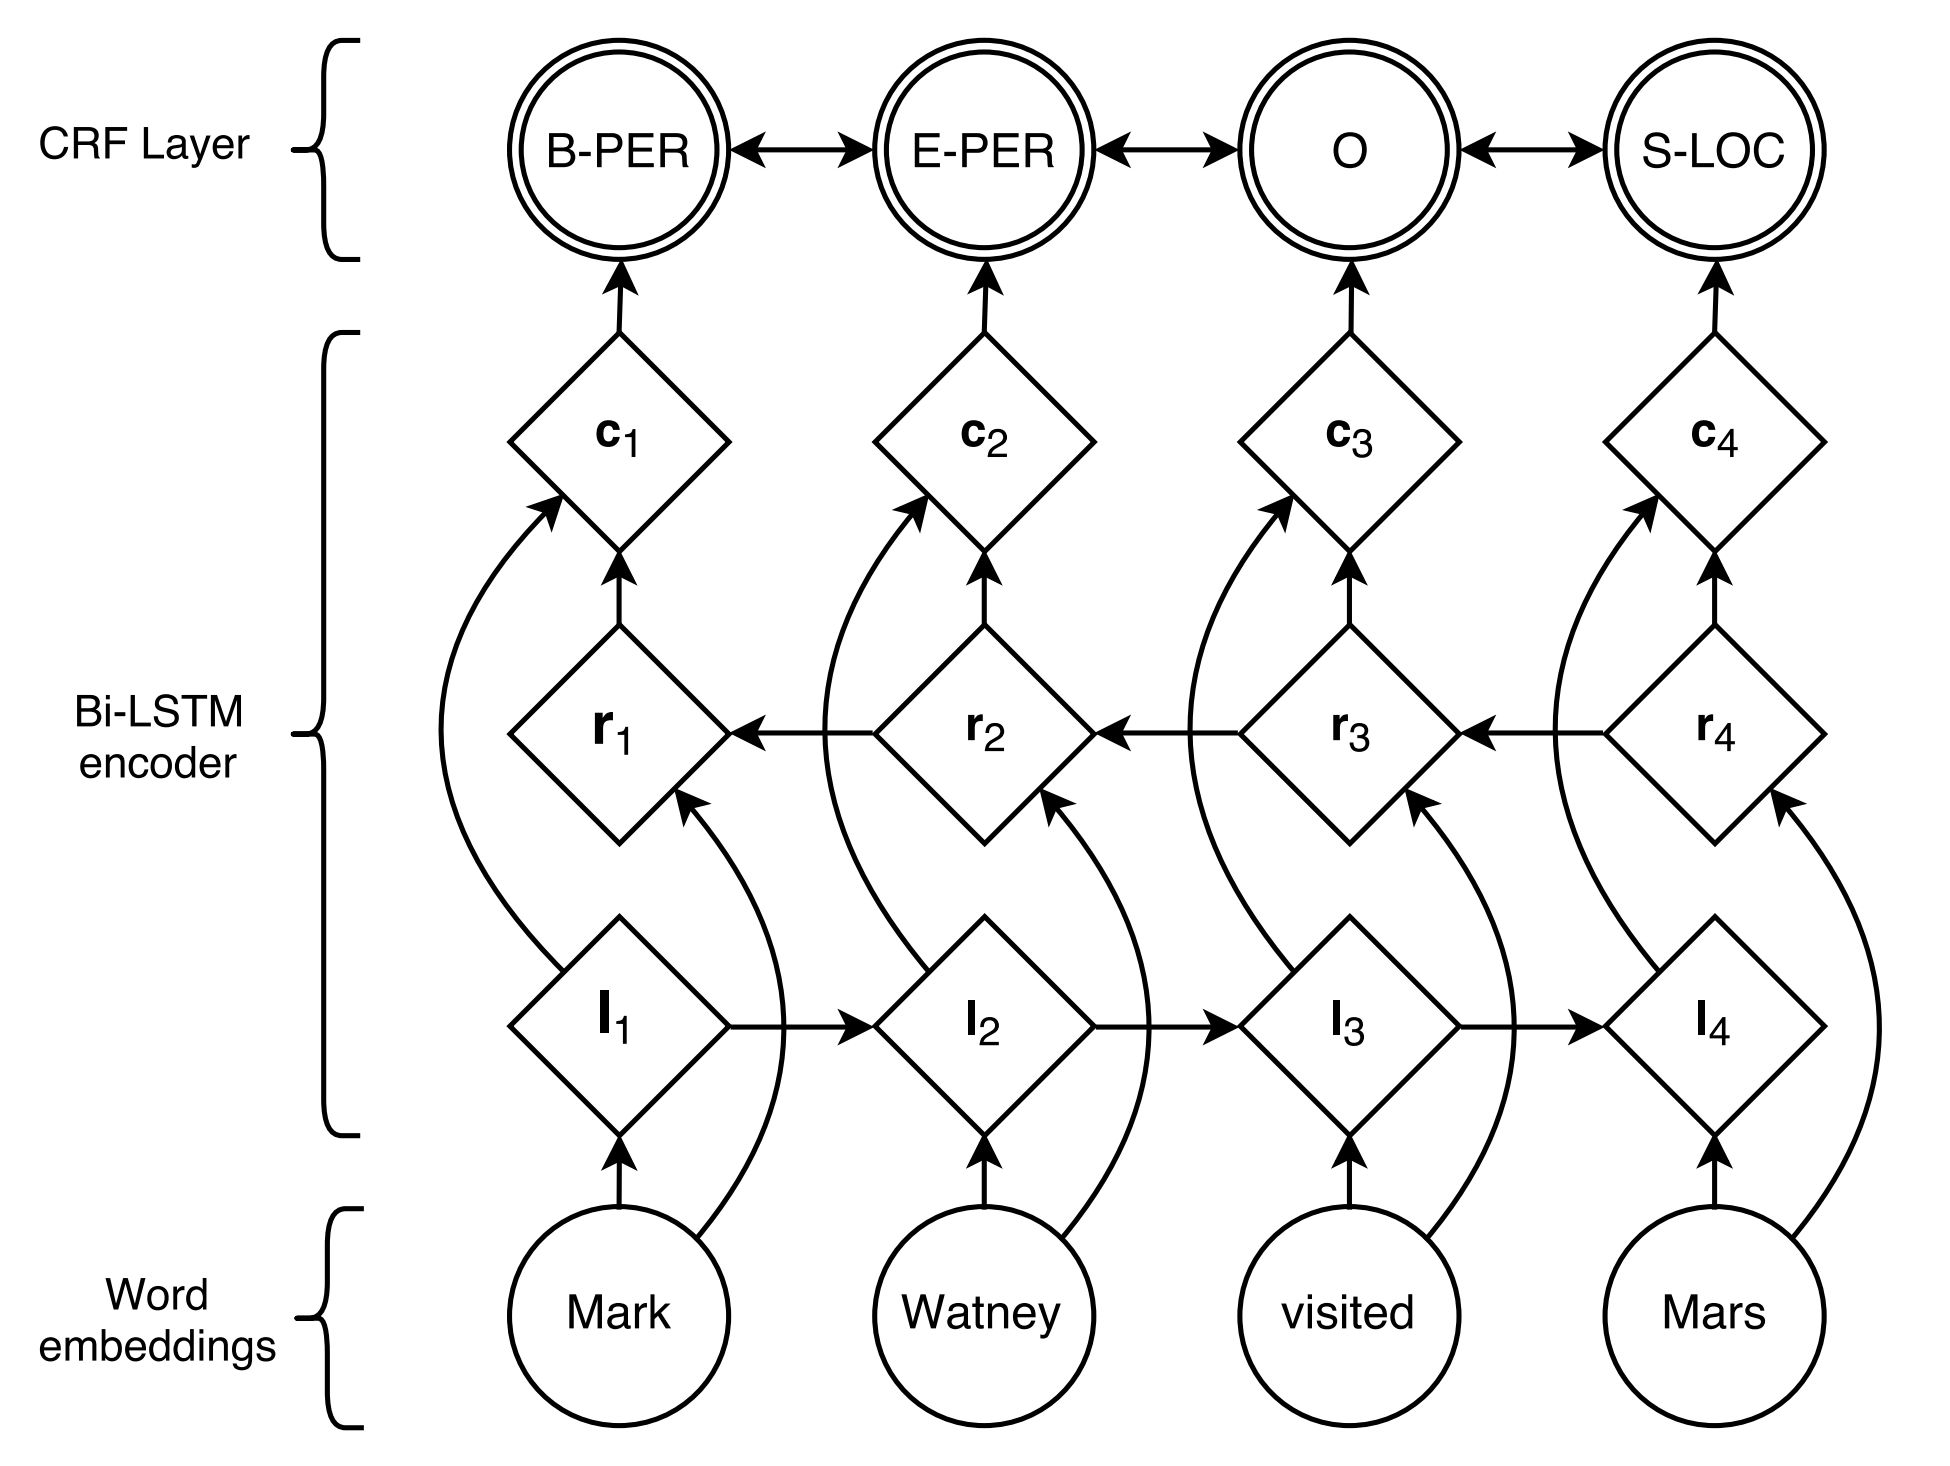 CRF Layer
B-PER
E-PER
O
S-LOC
c1
c2
c3
c4
Bi-LSTM
encoder
r1
r2
r3
r4
l1
l2
l3
l4
Word
embeddings
Mark
Watney
visited
Mars